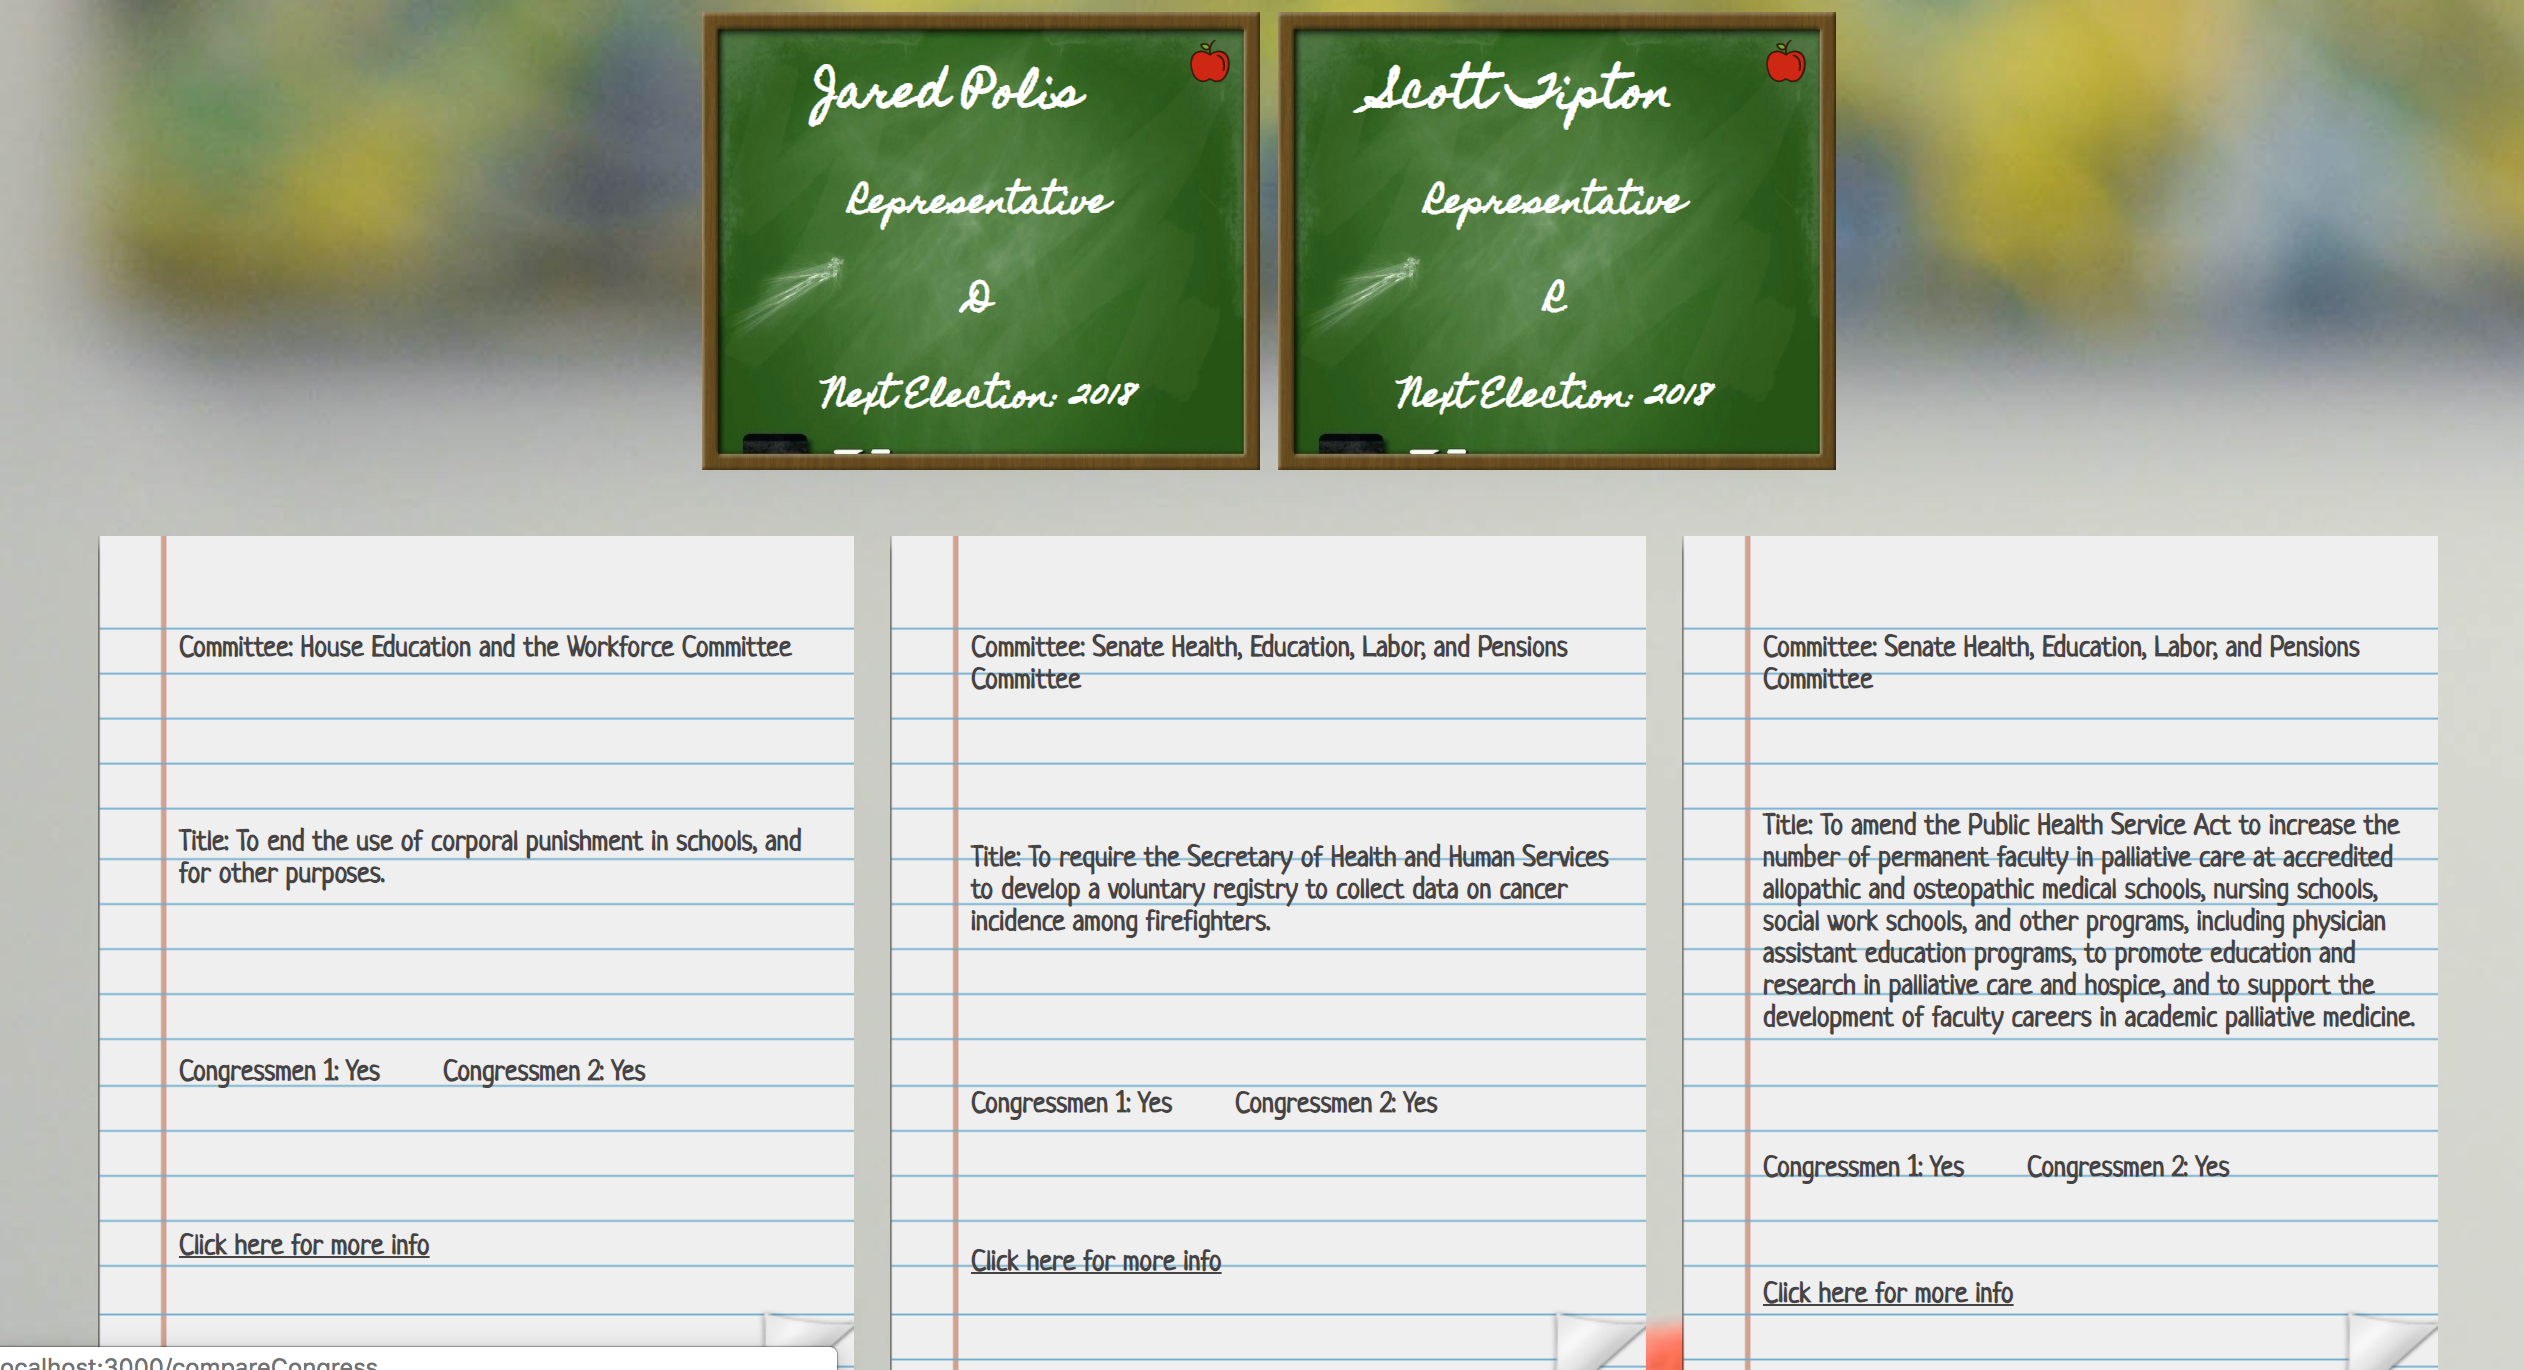 Jared Polis
Representative
D
Next Election: 2018
Scott Tipton
Representative
R
Next Election: 2018
Committee: House Education and the Workforce Committee
Title: To end the use of corporal punishment in schools, and
for other purposes.
Congressmen 1: Yes Congressmen 2: Yes
Click here for more info
Committee: Senate Health, Education, Labor, and Pensions
Committee
Title: To require the Secretary of Health and Human Services
to develop a voluntary registry to collect data on cancer
incidence among firefighters.
Congressmen 1: Yes Congressmen 2: Yes
Click here for more info
Committee: Senate Health, Education, Labor, and Pensions
Committee
Title: To amend the Public Health Service Act to increase the
number of permanent faculty in palliative care at accredited
allopathic and osteopathic medical schools, nursing schools,
social work schools, and other programs, including physician
assistant education programs, to promote education and
research in palliative care and hospice, and to support the
development of faculty careers in academic palliative medicine.
Congressmen 1: Yes Congressmen 2: Yes
Click here for more info
ocalhost:3000/compareCongress